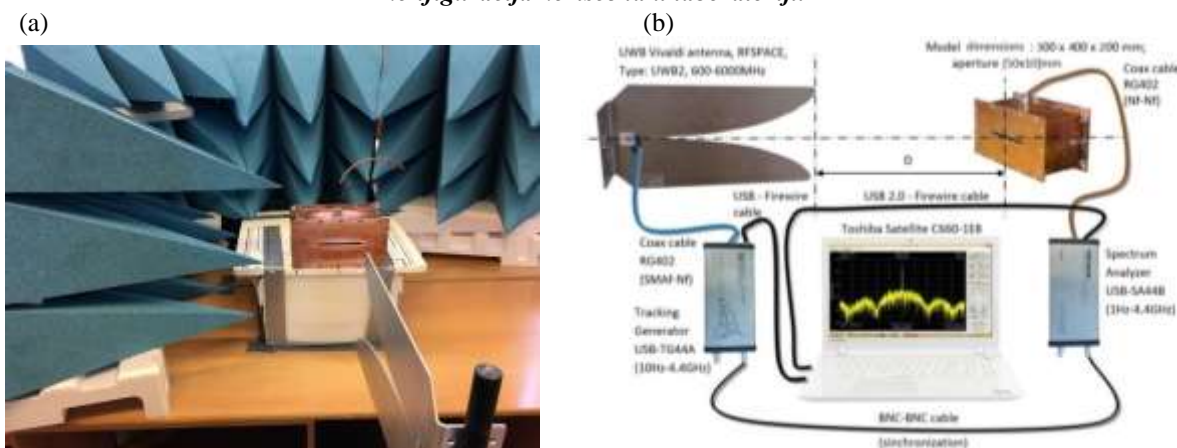 (a)
(b)
UWB Vivaldi antenna, RFSPACE,
Type: UWB2, 600-6000MHz
Model dimensions : 300 x 400 x 200 mm;
aperture (50x10)mm
Coax cable
RG402
(Nf-Nf)
D
USB - Firewire
cable
USB 2.0 - Firewire cable
Toshiba Satellite C660-1EB
Coax cable
RG402
(SMAF-Nf)
Tracking
Generator
USB-TG44A
(10Hz-4.4GHz)
Spectrum
Analyzer
USB-SA44B
(1Hz-4.4GHz)
BNC-BNC cable
(sinchronization)